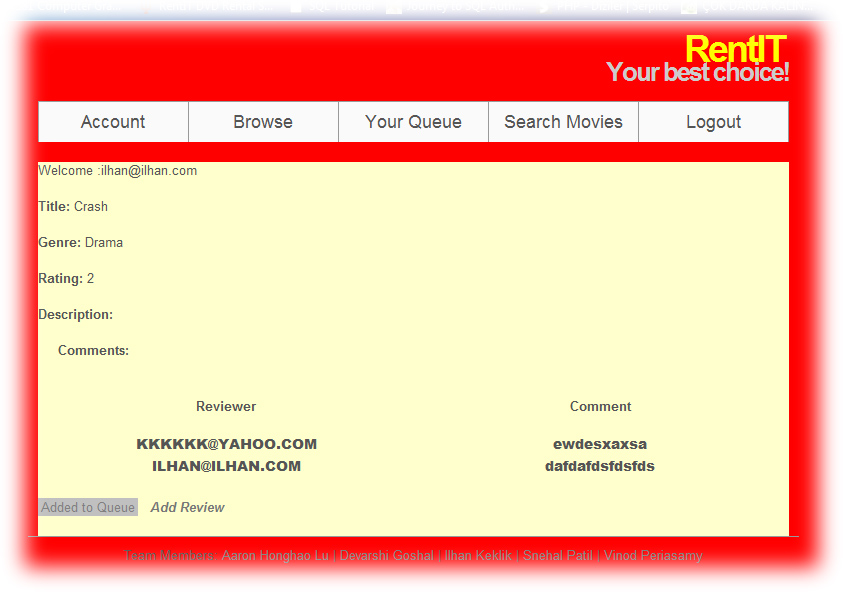 RentIT
Your best choice!
Account Browse Your Queue Search Movies Logout
Welcome :ilhan@ilhan.com
Title: Crash
Genre: Drama
Rating: 2
Description:
Comments:
Reviewer Comment
KKKKKK@YAHOO.COM ewdesxaxsa
ILHAN@ILHAN.COM dafdafdsfdsfds
Added to Queue Add Review
Team Members: Aaron Honghao Lu | Devarshi Goshal | Ilhan Keklik | Snehal Patil | Vinod Periasamy